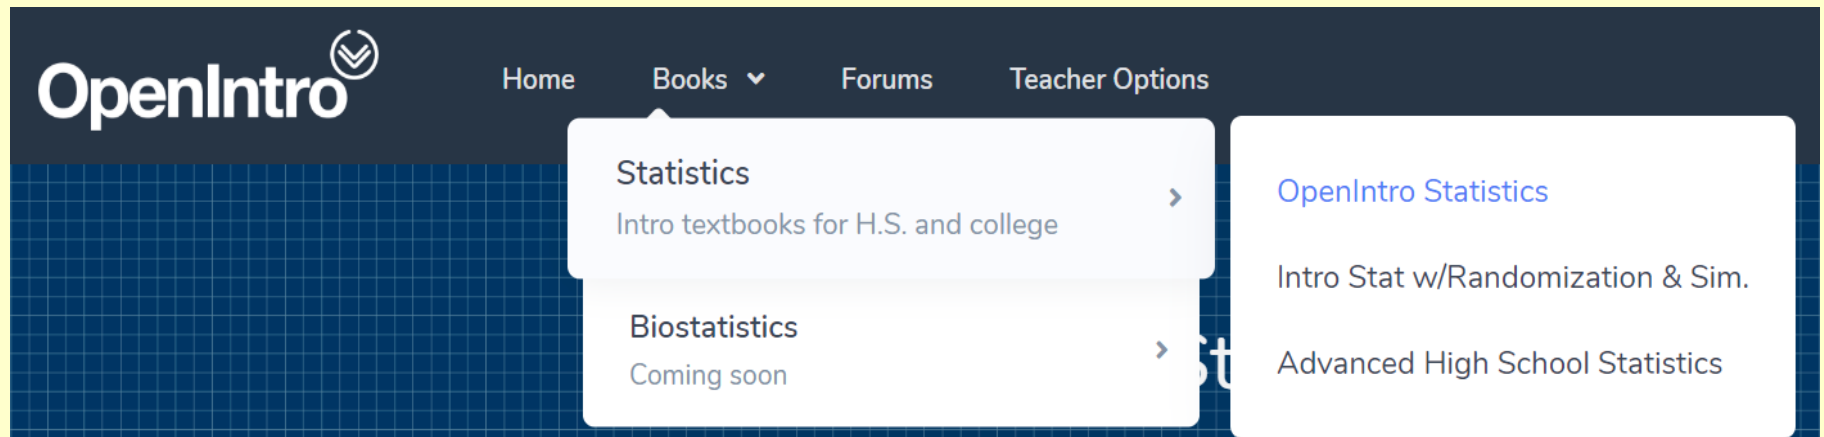 OpenIntro
Home Books Forums Teacher Options
Statistics
Intro textbooks for H.S. and college
Biostatistics
Coming soon
OpenIntro Statistics
Intro Stat w/Randomization & Sim.
Advanced High School Statistics